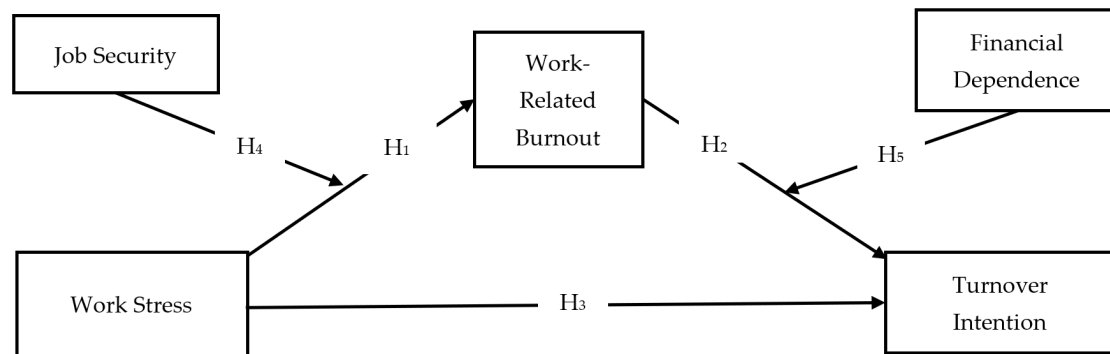 Job Security
Work-
Related
Burnout
Financial
Dependence
H4
H1
H2
H5
Work Stress
H3
Turnover
Intention